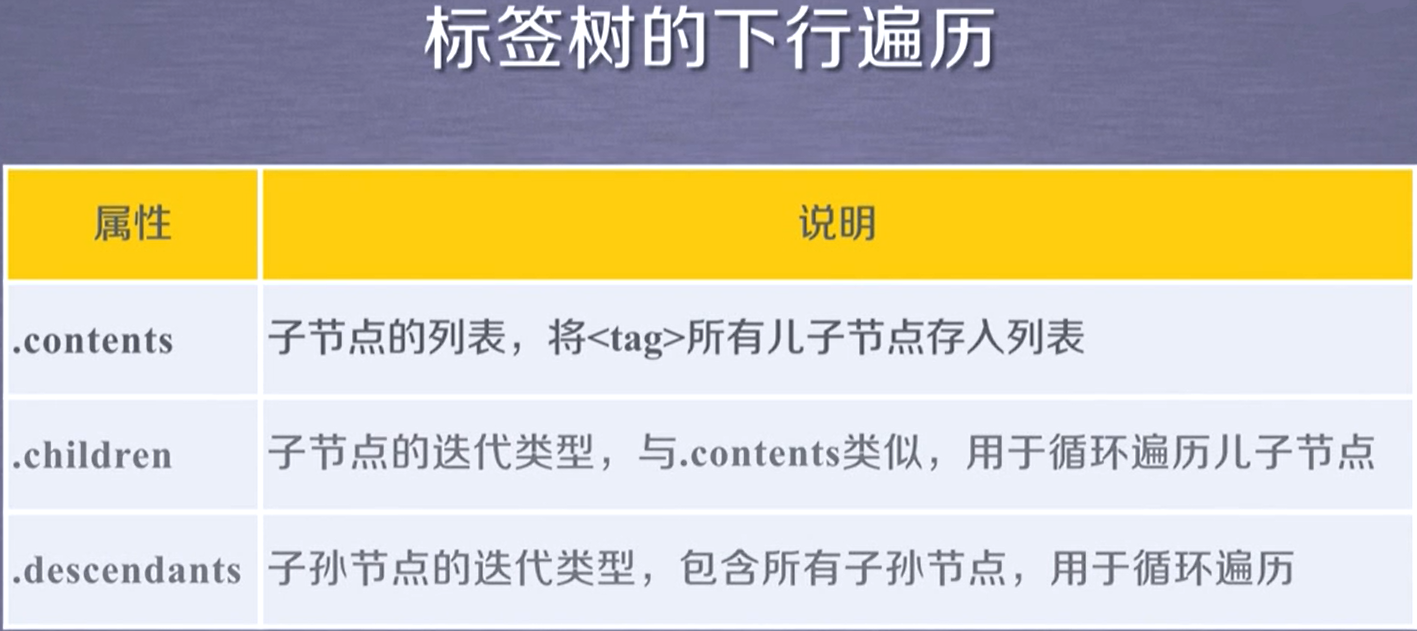 标签树的下行遍历
属性 说明
.contents 子节点的列表，将<tag>所有儿子节点存入列表
.children 子节点的迭代类型，与.contents类似，用于循环遍历儿子节点
.descendants 子孙节点的迭代类型，包含所有子孙节点，用于循环遍历